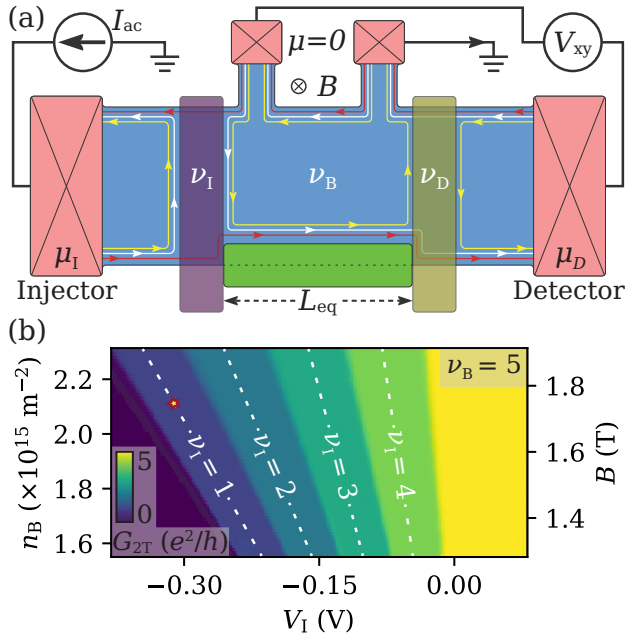 (a)
I_ac
μ=0
⊗ B
V_xy
ν_I
ν_B
ν_D
μ_I
μ_D
Injector
L_eq
Detector
(b)
ν_B = 5
n_B (×10^15 m^−2)
2.2
2.0
1.8
1.6
ν_I = 1
ν_I = 2
ν_I = 3
ν_I = 4
5
0
G_2T (e^2/h)
1.8
1.6
1.4
B (T)
−0.30
−0.15
0.00
V_I (V)